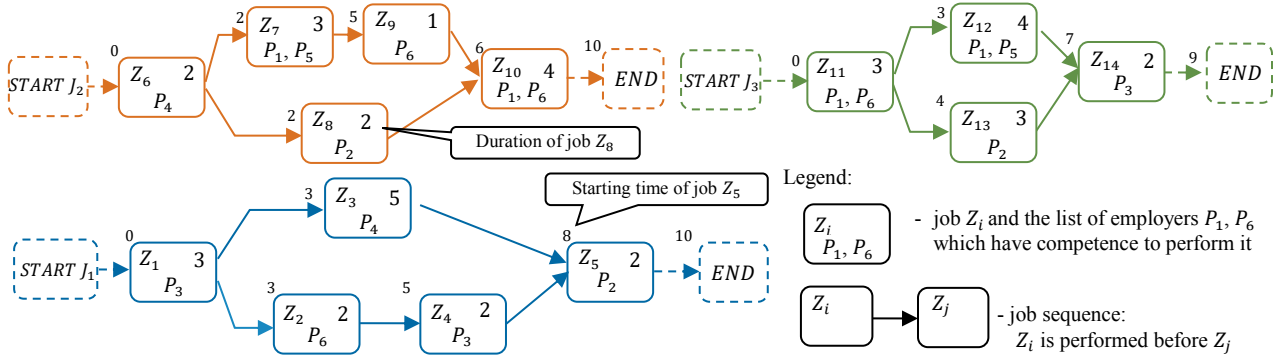 START J₂
0
Z₆ 2
P₄
2
Z₇ 3
P₁, P₅
5
Z₉ 1
P₆
2
Z₈ 2
P₂
6
Z₁₀ 4
P₁, P₆
10
END
Duration of job Z₈
START J₃
0
Z₁₁ 3
P₁, P₆
3
Z₁₂ 4
P₁, P₅
4
Z₁₃ 3
P₂
7
Z₁₄ 2
P₃
9
END
START J₁
0
Z₁ 3
P₃
3
Z₃ 5
P₄
3
Z₂ 2
P₆
5
Z₄ 2
P₃
Starting time of job Z₅
8
Z₅ 2
P₂
10
END
Legend:
Zᵢ
P₁, P₆
- job Zᵢ and the list of employers P₁, P₆
which have competence to perform it
Zᵢ
Zⱼ
- job sequence:
Zᵢ is performed before Zⱼ